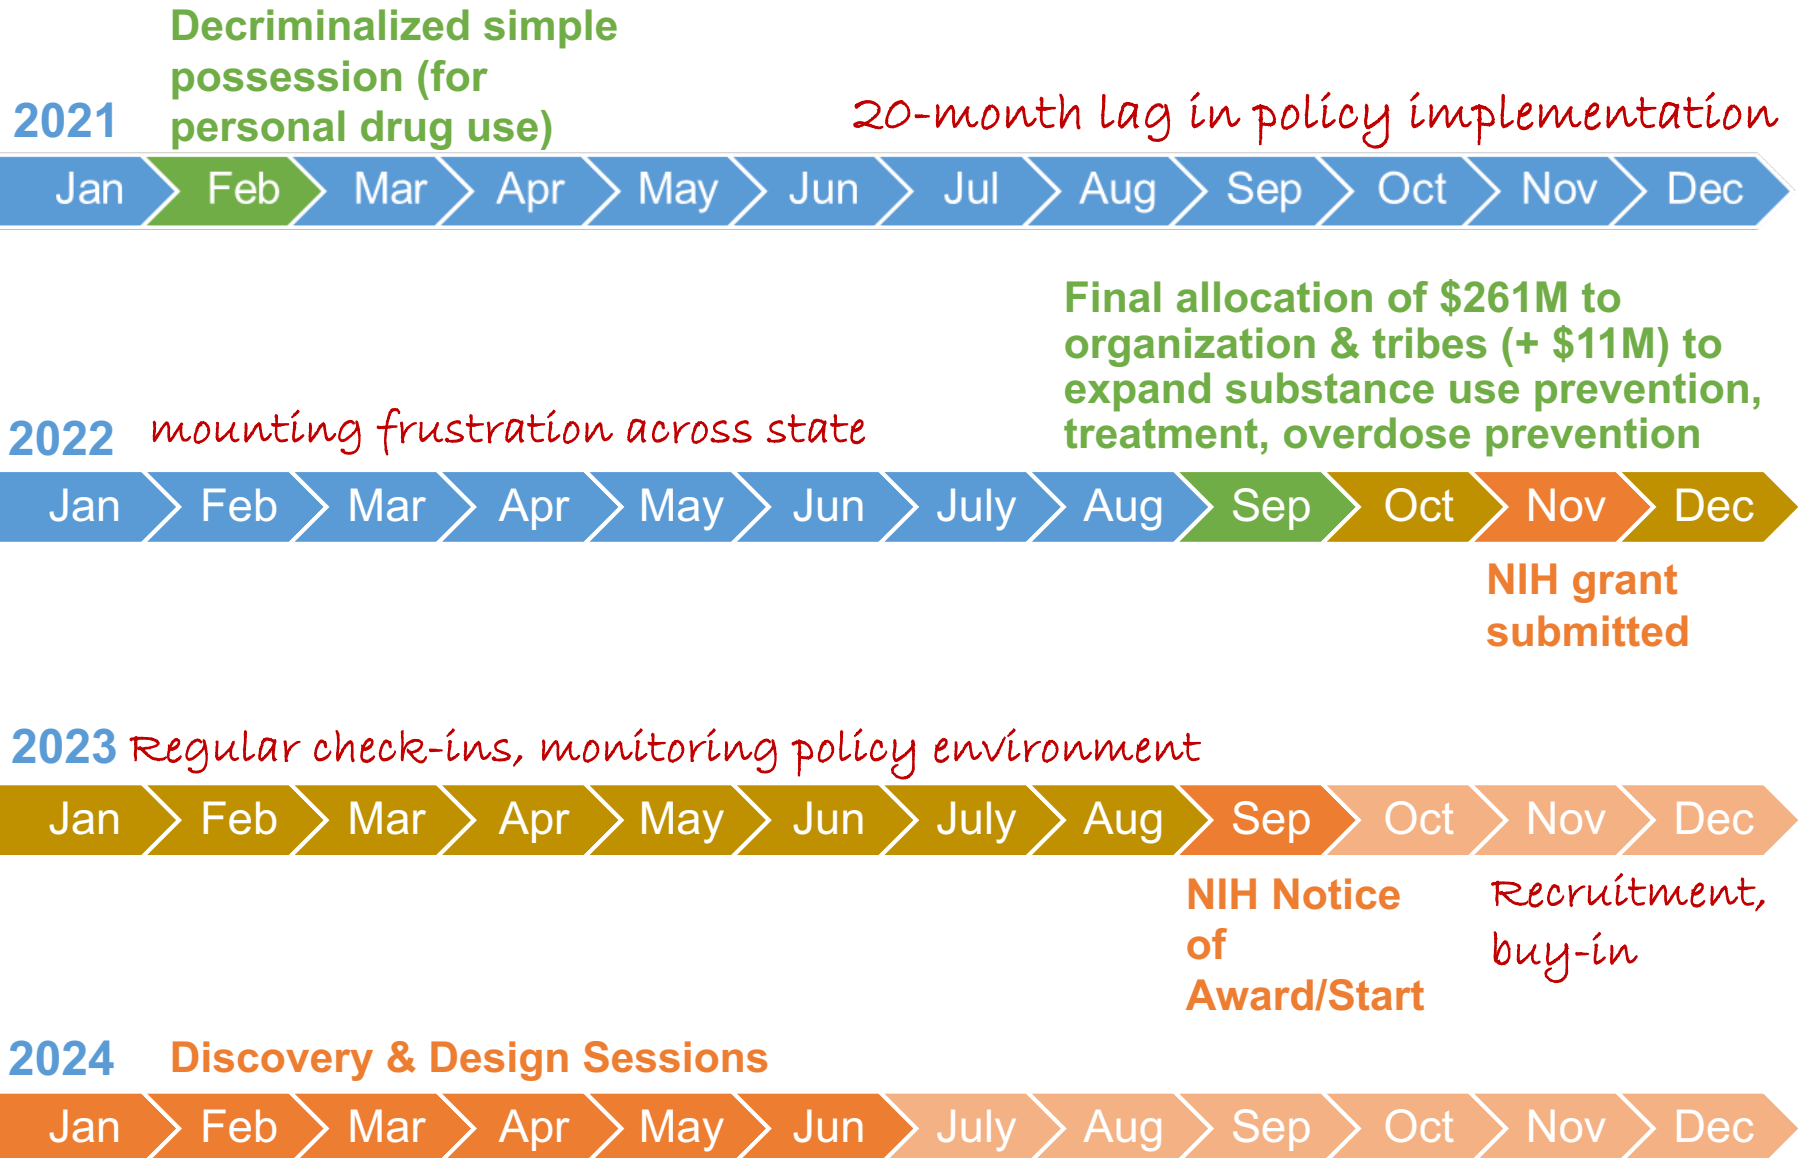 Decriminalized simple
possession (for
personal drug use)
2021
20-month lag in policy implementation
Jan Feb Mar Apr May Jun Jul Aug Sep Oct Nov Dec
Final allocation of $261M to
organization & tribes (+ $11M) to
expand substance use prevention,
treatment, overdose prevention
2022
mounting frustration across state
Jan Feb Mar Apr May Jun July Aug Sep Oct Nov Dec
NIH grant
submitted
2023 Regular check-ins, monitoring policy environment
Jan Feb Mar Apr May Jun July Aug Sep Oct Nov Dec
NIH Notice
of
Award/Start
Recruitment,
buy-in
2024 Discovery & Design Sessions
Jan Feb Mar Apr May Jun July Aug Sep Oct Nov Dec